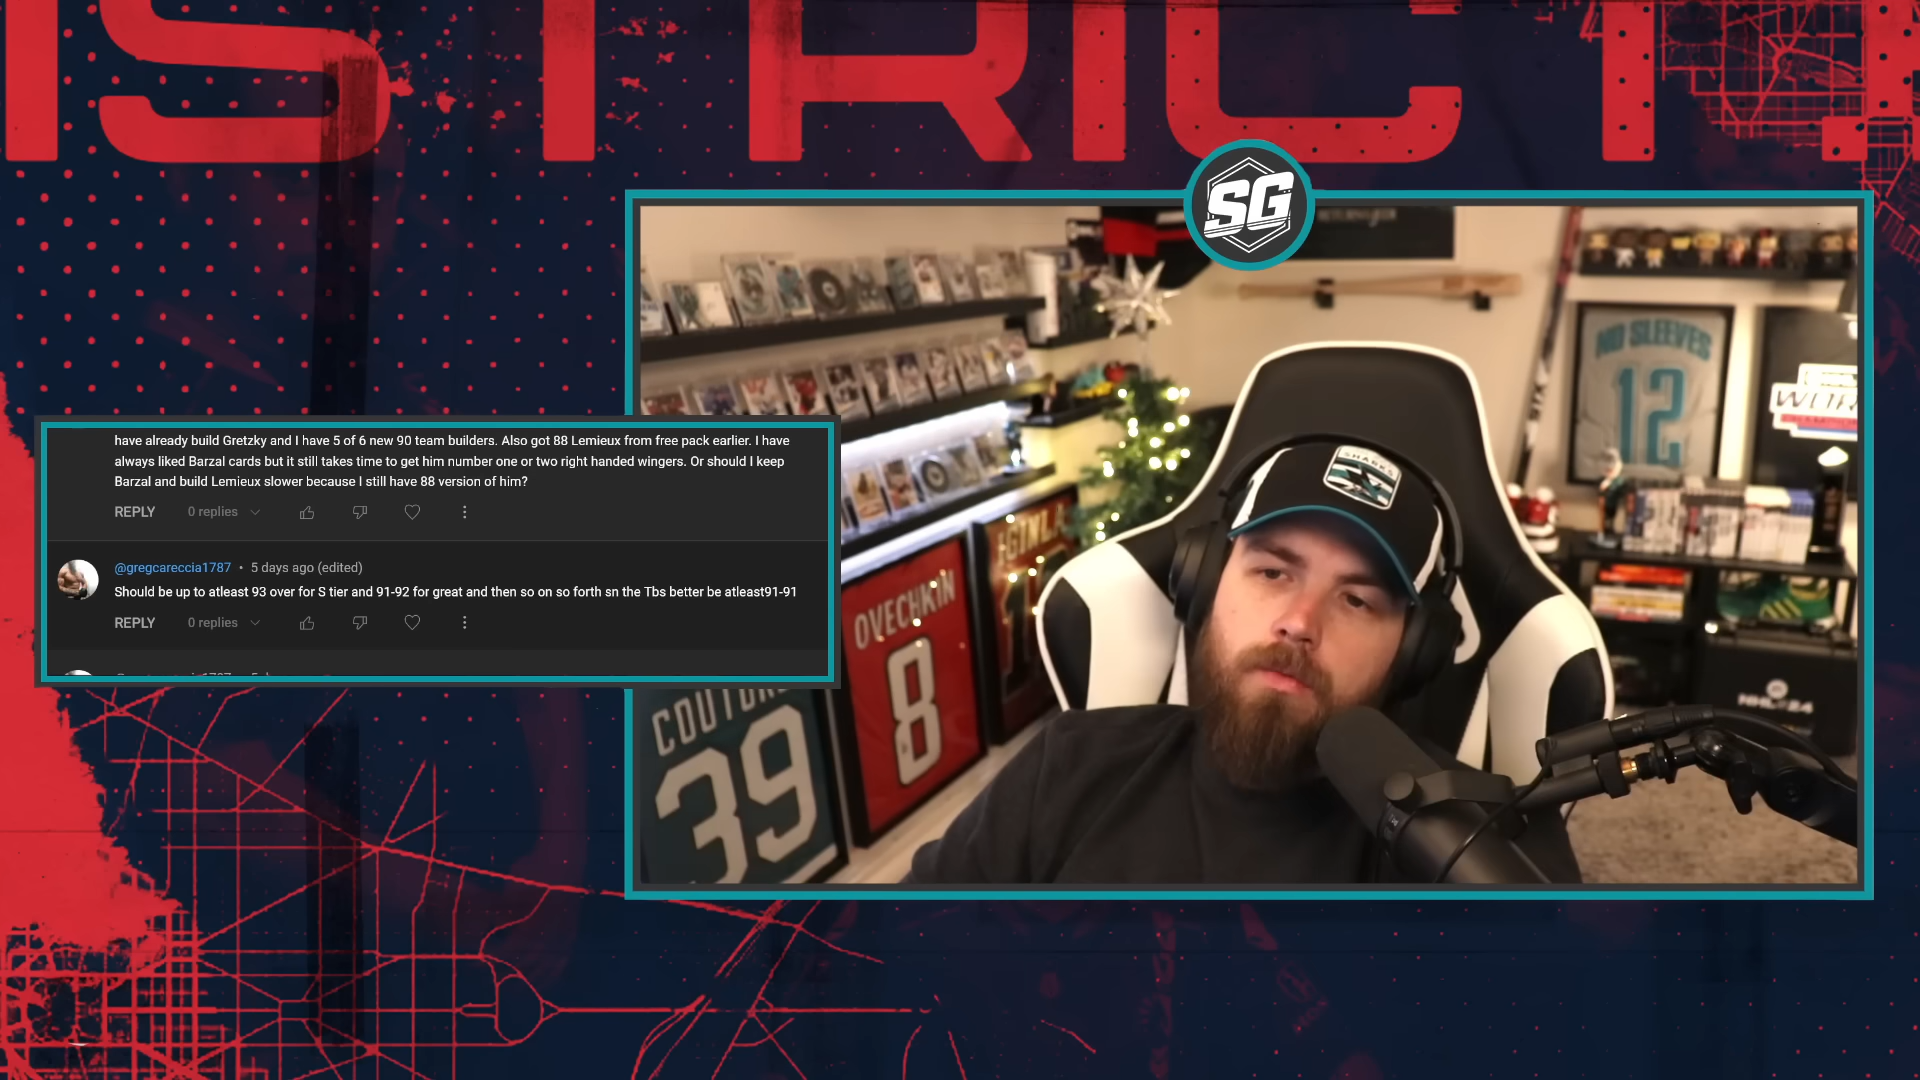 ISTRICT
SG
NO SLEEVES
12
SHARKS
have already build Gretzky and I have 5 of 6 new 90 team builders. Also got 88 Lemieux from free pack earlier. I have
always liked Barzal cards but it still takes time to get him number one or two right handed wingers. Or should I keep
Barzal and build Lemieux slower because I still have 88 version of him?
REPLY 0 replies
@gregcareccia1787 • 5 days ago (edited)
Should be up to atleast 93 over for S tier and 91-92 for great and then so on so forth sn the Tbs better be atleast91-91
REPLY 0 replies
OVECHKIN
8
39
NHL 24